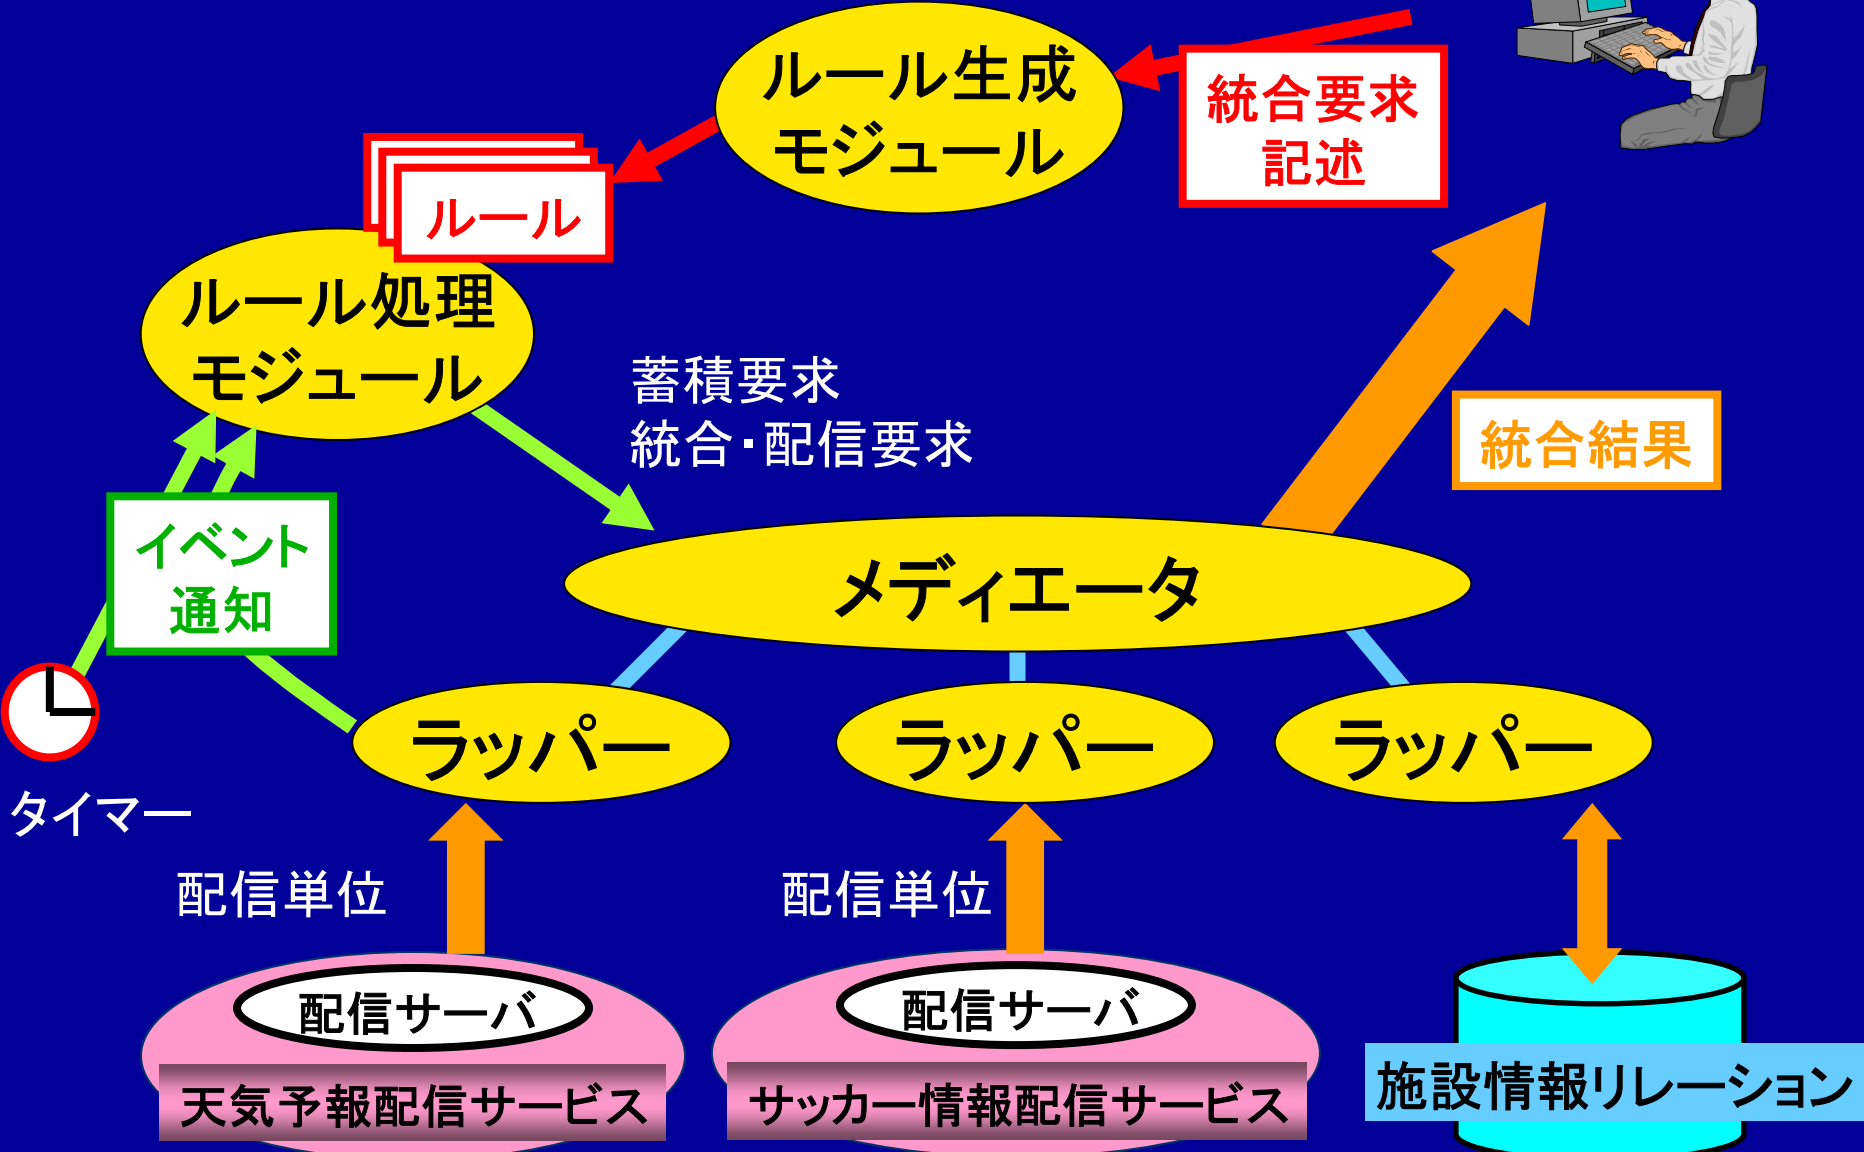 ルール生成
モジュール
統合要求
記述
ルール
ルール処理
モジュール
蓄積要求
統合・配信要求
統合結果
イベント
通知
メディエータ
ラッパー
ラッパー
ラッパー
タイマー
配信単位
配信単位
配信サーバ
配信サーバ
天気予報配信サービス
サッカー情報配信サービス
施設情報リレーション